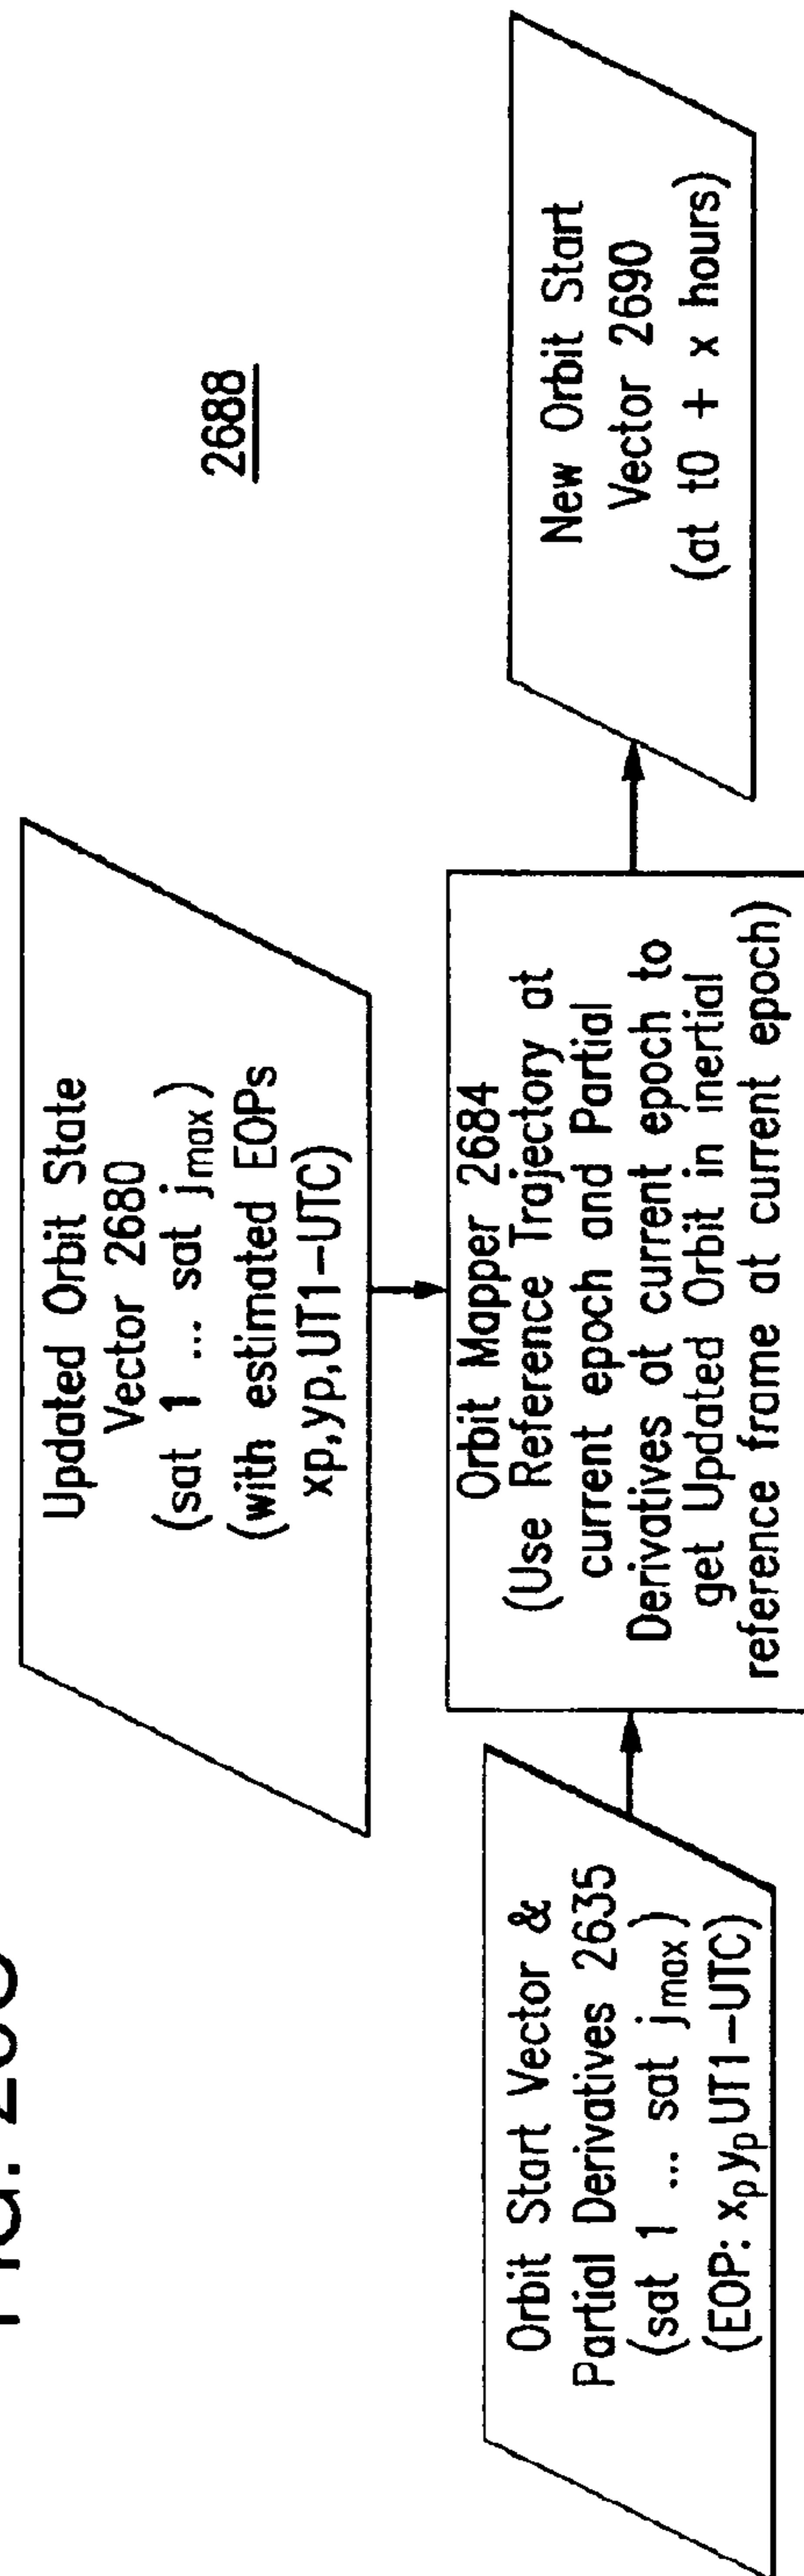 2688
Updated Orbit State
Vector 2680
(sat 1 ... sat jmax)
(with estimated EOPs
xp,yp,UT1-UTC)
Orbit Start Vector &
Partial Derivatives 2635
(sat 1 ... sat jmax)
(EOP: xpypUT1-UTC)
Orbit Mapper 2684
(Use Reference Trajectory at
current epoch and Partial
Derivatives at current epoch to
get Updated Orbit in inertial
reference frame at current epoch)
New Orbit Start
Vector 2690
(at t0 + x hours)